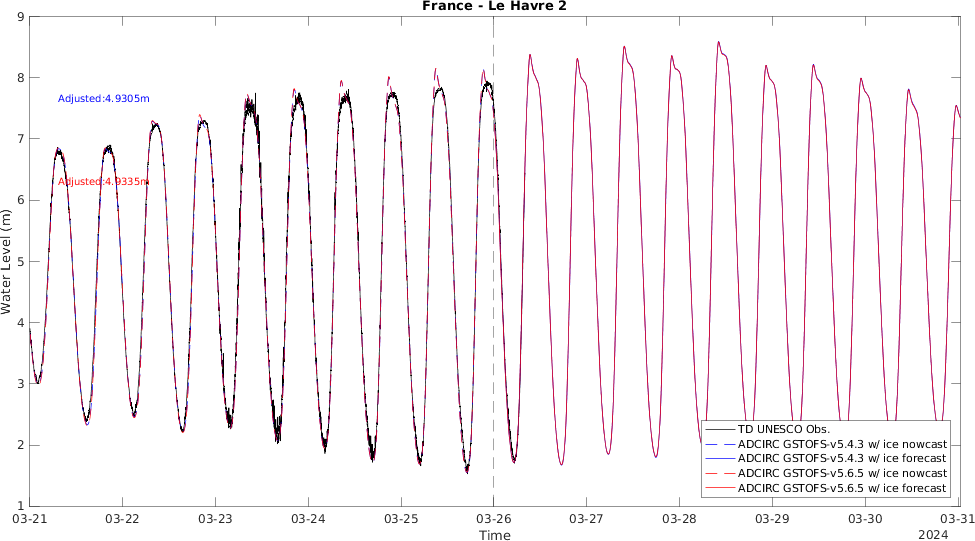 France - Le Havre 2
9
8
7
6
5
4
3
2
1
Water Level (m)
Adjusted:4.9305m
Adjusted:4.9335m
TD UNESCO Obs.
ADCIRC GSTOFS-v5.4.3 w/ ice nowcast
ADCIRC GSTOFS-v5.4.3 w/ ice forecast
ADCIRC GSTOFS-v5.6.5 w/ ice nowcast
ADCIRC GSTOFS-v5.6.5 w/ ice forecast
03-21 03-22 03-23 03-24 03-25 03-26 03-27 03-28 03-29 03-30 03-31
Time
2024